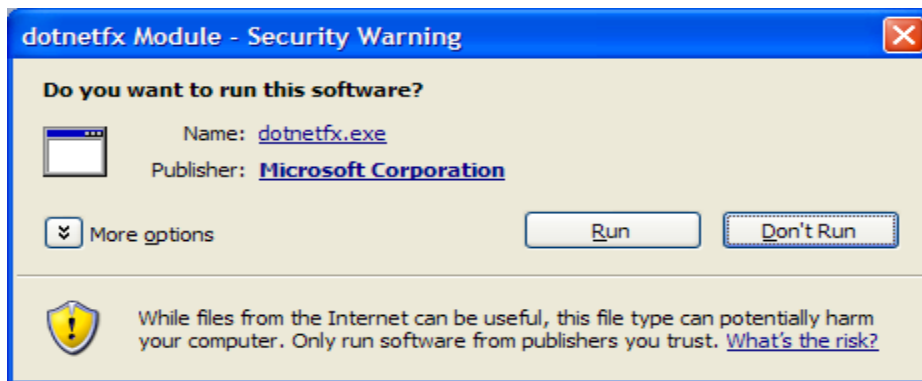 dotnetfx Module - Security Warning
Do you want to run this software?
Name: dotnetfx.exe
Publisher: Microsoft Corporation
More options
Run
Don't Run
While files from the Internet can be useful, this file type can potentially harm
your computer. Only run software from publishers you trust. What's the risk?